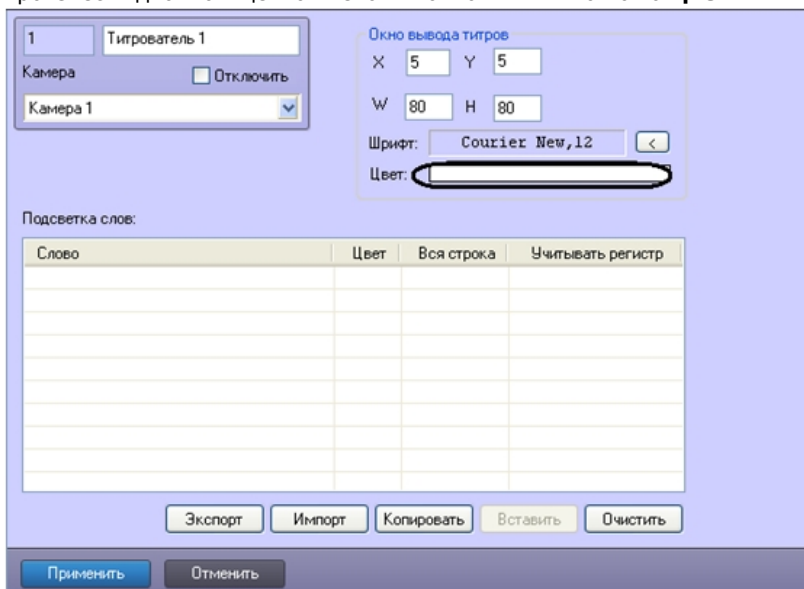 1 Титрователь 1
Камера Отключить
Камера 1
Окно вывода титров
X 5 Y 5
W 80 H 80
Шрифт: Courier New,12 <
Цвет:
Подсветка слов:
Слово Цвет Вся строка Учитывать регистр
Экспорт Импорт Копировать Вставить Очистить
Применить Отменить